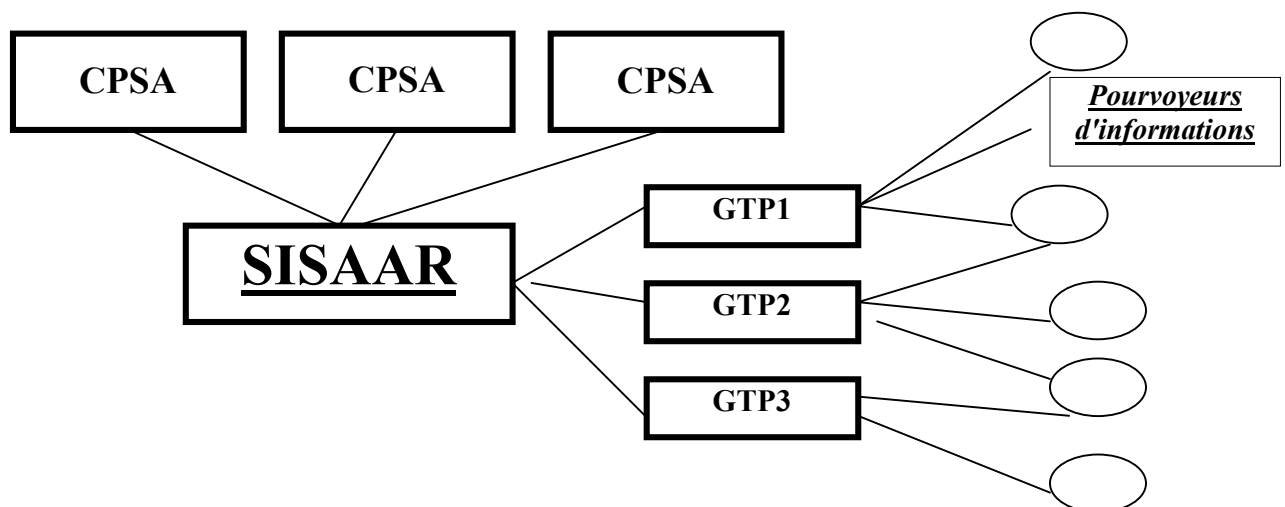 CPSA
CPSA
CPSA
Pourvoyeurs
d'informations
GTP1
SISAAR
GTP2
GTP3